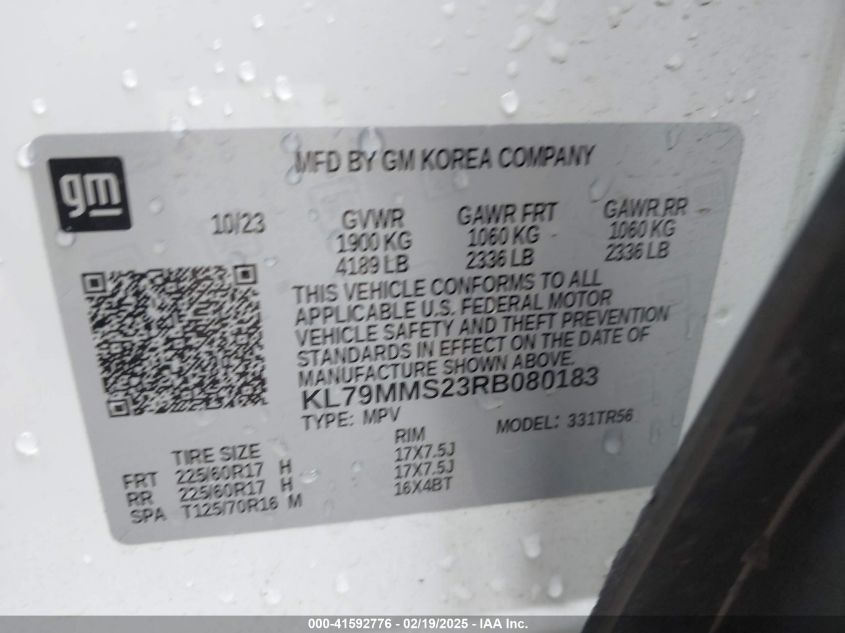 gm
MFD BY GM KOREA COMPANY
10/23 GVWR GAWR FRT GAWR RR
1900 KG 1060 KG 1060 KG
4189 LB 2336 LB 2336 LB
THIS VEHICLE CONFORMS TO ALL
APPLICABLE U.S. FEDERAL MOTOR
VEHICLE SAFETY AND THEFT PREVENTION
STANDARDS IN EFFECT ON THE DATE OF
MANUFACTURE SHOWN ABOVE.
KL79MMS23RB080183
TYPE: MPV MODEL: 331TR56
TIRE SIZE RIM
FRT 225/60R17 H 17X7.5J
RR 225/60R17 H 17X7.5J
SPA T125/70R16 M 16X4BT
000-41592776 - 02/19/2025 - IAA Inc.